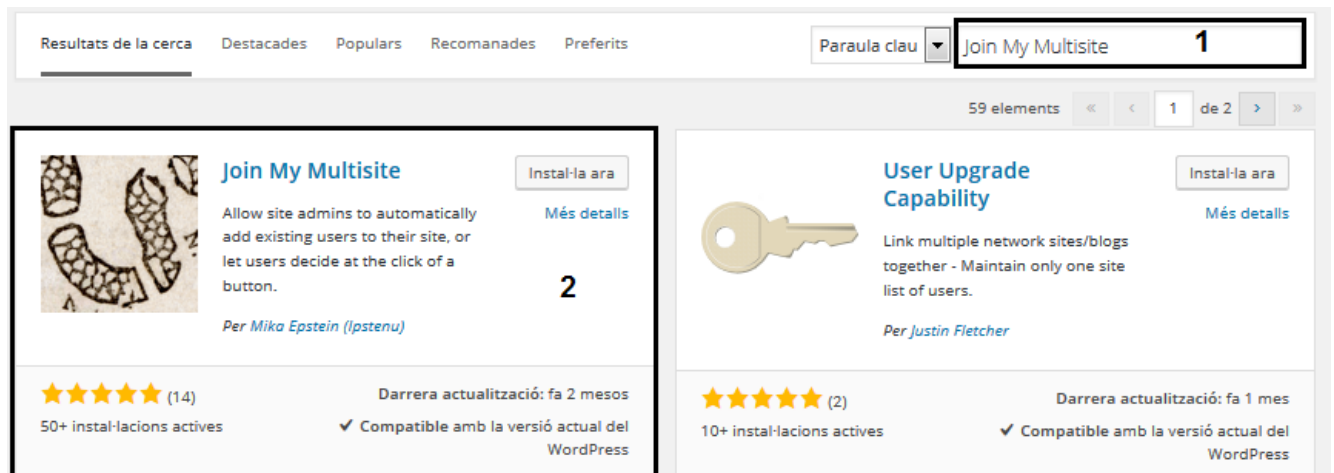 Resultats de la cerca Destacades Populars Recomanades Preferits Paraula clau Join My Multisite 1
59 elements « ‹ 1 de 2 › »
Join My Multisite Instal·la ara
Allow site admins to automatically Més detalls
add existing users to their site, or
let users decide at the click of a
button. 2
Per Mika Epstein (Ipstenu)
(14) Darrera actualització: fa 2 mesos
50+ instal·lacions actives ✔ Compatible amb la versió actual del
WordPress
User Upgrade Instal·la ara
Capability Més detalls
Link multiple network sites/blogs
together - Maintain only one site
list of users.
Per Justin Fletcher
(2) Darrera actualització: fa 1 mes
10+ instal·lacions actives ✔ Compatible amb la versió actual del
WordPress